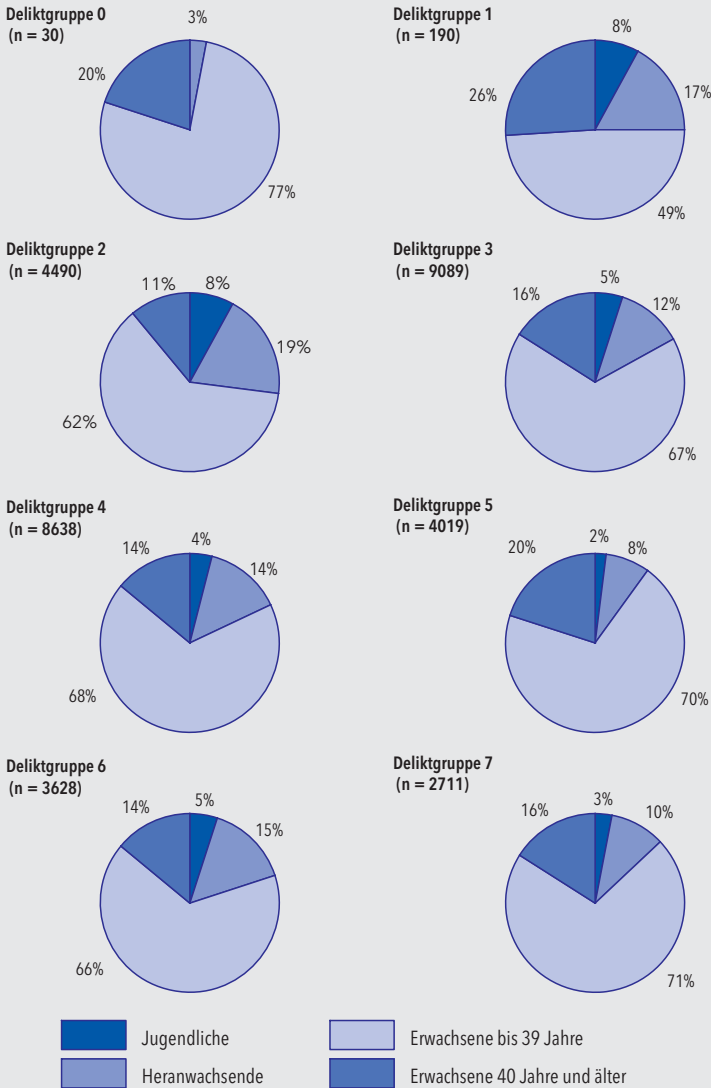 Deliktgruppe 0
(n = 30)
3%
20%
77%
Deliktgruppe 1
(n = 190)
8%
17%
26%
49%
Deliktgruppe 2
(n = 4490)
11%
8%
19%
62%
Deliktgruppe 3
(n = 9089)
5%
12%
16%
67%
Deliktgruppe 4
(n = 8638)
4%
14%
14%
68%
Deliktgruppe 5
(n = 4019)
2%
8%
20%
70%
Deliktgruppe 6
(n = 3628)
5%
14%
15%
66%
Deliktgruppe 7
(n = 2711)
3%
10%
16%
71%
Jugendliche
Erwachsene bis 39 Jahre
Heranwachsende
Erwachsene 40 Jahre und älter